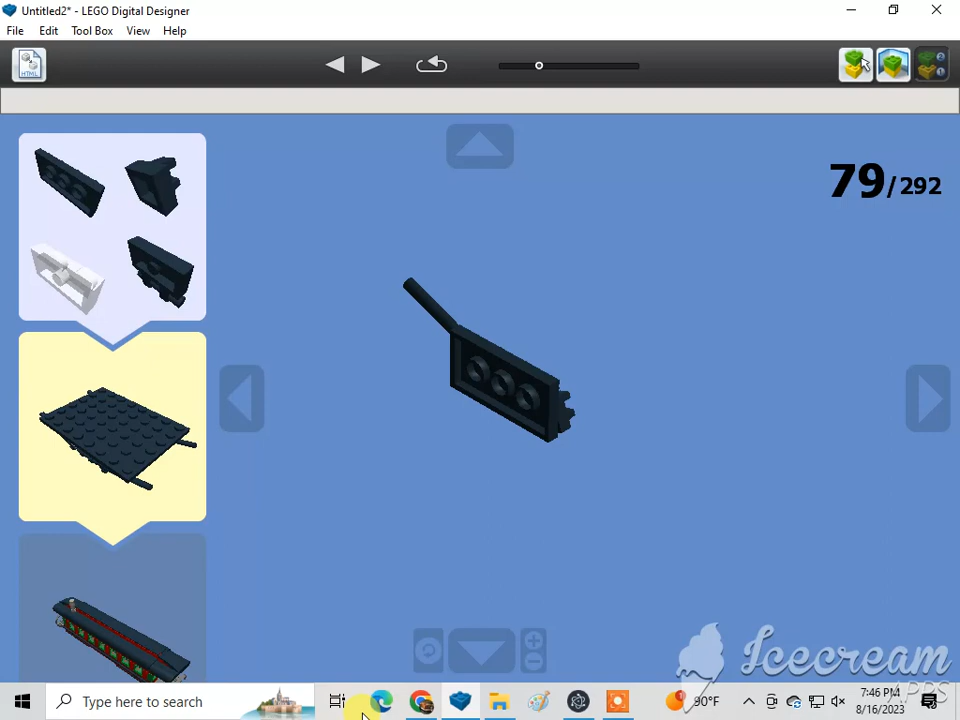 Untitled2* - LEGO Digital Designer
File Edit Tool Box View Help
HTML
79/292
Icecream
APPS
Type here to search
90°F
7:46 PM
8/16/2023